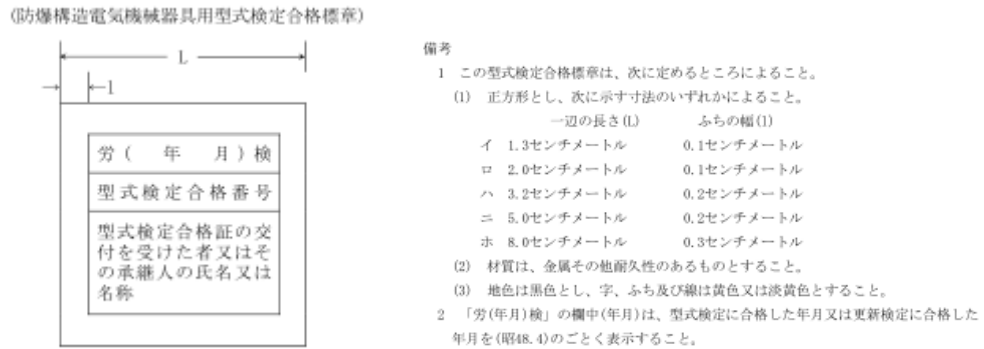 (防爆構造電気機械器具用型式検定合格標章)
L
l
労(　年　月)検
型式検定合格番号
型式検定合格証の交
付を受けた者又はそ
の承継人の氏名又は
名称
備考
1　この型式検定合格標章は、次に定めるところによること。
(1)　正方形とし、次に示す寸法のいずれかによること。
一辺の長さ(L)　ふちの幅(l)
イ　1.3センチメートル　0.1センチメートル
ロ　2.0センチメートル　0.1センチメートル
ハ　3.2センチメートル　0.2センチメートル
ニ　5.0センチメートル　0.2センチメートル
ホ　8.0センチメートル　0.3センチメートル
(2)　材質は、金属その他耐久性のあるものとすること。
(3)　地色は黒色とし、字、ふち及び線は黄色又は淡黄色とすること。
2　「労(年月)検」の欄中(年月)は、型式検定に合格した年月又は更新検定に合格した
年月を(昭48.4)のごとく表示すること。